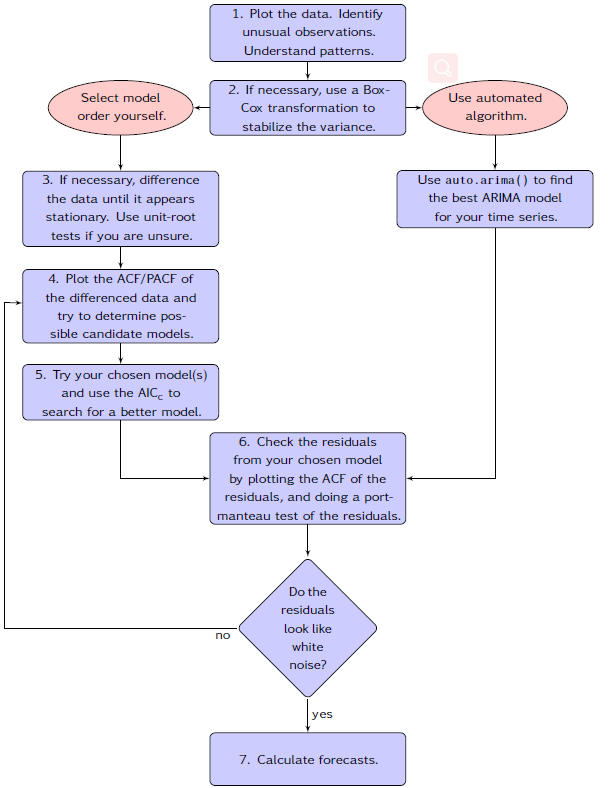 1. Plot the data. Identify
unusual observations.
Understand patterns.
2. If necessary, use a Box-
Cox transformation to
stabilize the variance.
Select model
order yourself.
Use automated
algorithm.
3. If necessary, difference
the data until it appears
stationary. Use unit-root
tests if you are unsure.
Use auto.arima() to find
the best ARIMA model
for your time series.
4. Plot the ACF/PACF of
the differenced data and
try to determine pos-
sible candidate models.
5. Try your chosen model(s)
and use the AICc to
search for a better model.
6. Check the residuals
from your chosen model
by plotting the ACF of the
residuals, and doing a port-
manteau test of the residuals.
Do the
residuals
look like
white
noise?
no
yes
7. Calculate forecasts.